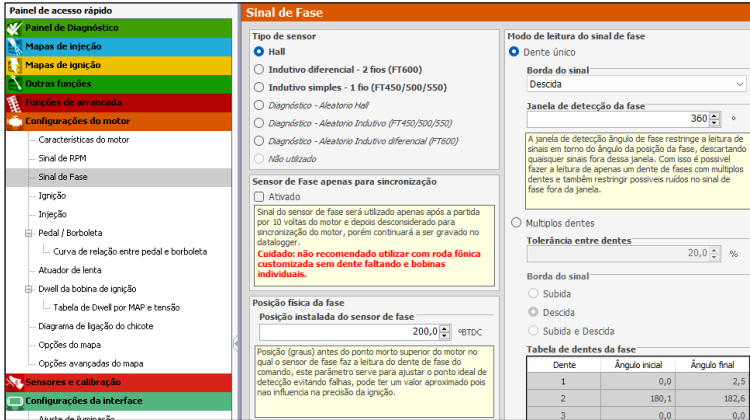 Painel de acesso rápido
Painel de Diagnóstico
Mapas de injeção
Mapas de ignição
Outras funções
Funções de arrancada
Configurações do motor
Características do motor
Sinal de RPM
Sinal de Fase
Ignição
Injeção
Pedal / Borboleta
Curva de relação entre pedal e borboleta
Atuador de lenta
Dwell da bobina de ignição
Tabela de Dwell por MAP e tensão
Diagrama de ligação do chicote
Opções do mapa
Opções avançadas do mapa
Sensores e calibração
Configurações da interface
Ajuste de iluminação
Sinal de Fase
Tipo de sensor
Hall
Indutivo diferencial - 2 fios (FT600)
Indutivo simples - 1 fio (FT450/500/550)
Diagnóstico - Aleatorio Hall
Diagnóstico - Aleatorio Indutivo (FT450/500/550)
Diagnóstico - Aleatorio Indutivo diferencial (FT600)
Não utilizado
Sensor de Fase apenas para sincronização
Ativado
Sinal do sensor de fase será utilizado apenas após a partida
por 10 voltas do motor e depois desconsiderado para
sincronização do motor, porém continuará a ser gravado no
datalogger.
Cuidado: não recomendado utilizar com roda fônica
customizada sem dente faltando e bobinas
individuais.
Posição física da fase
Posição instalada do sensor de fase
200,0 ºBTDC
Posição (graus) antes do ponto morto superior do motor no
qual o sensor de fase faz a leitura do dente de fase do
comando, este parâmetro serve para ajustar o ponto ideal de
detecção evitando falhas, pode ter um valor aproximado pois
nao influencia na precisão da ignição.
Modo de leitura do sinal de fase
Dente único
Borda do sinal
Descida
Janela de detecção da fase
360 º
A janela de detecção ângulo de fase restringe a leitura de
sinais em torno do ângulo da posição da fase, descartando
quaisquer sinais fora dessa janela. Com isso é possivel
fazer a leitura de apenas um dente de fases com multiplos
dentes e também restringir possiveis ruídos no sinal de
fase fora da janela.
Multiplos dentes
Tolerância entre dentes
20,0 %
Borda do sinal
Subida
Descida
Subida e Descida
Tabela de dentes da fase
Dente Ângulo inicial Ângulo final
1 0,0 2,5
2 180,1 182,6
3 0,0 0,0